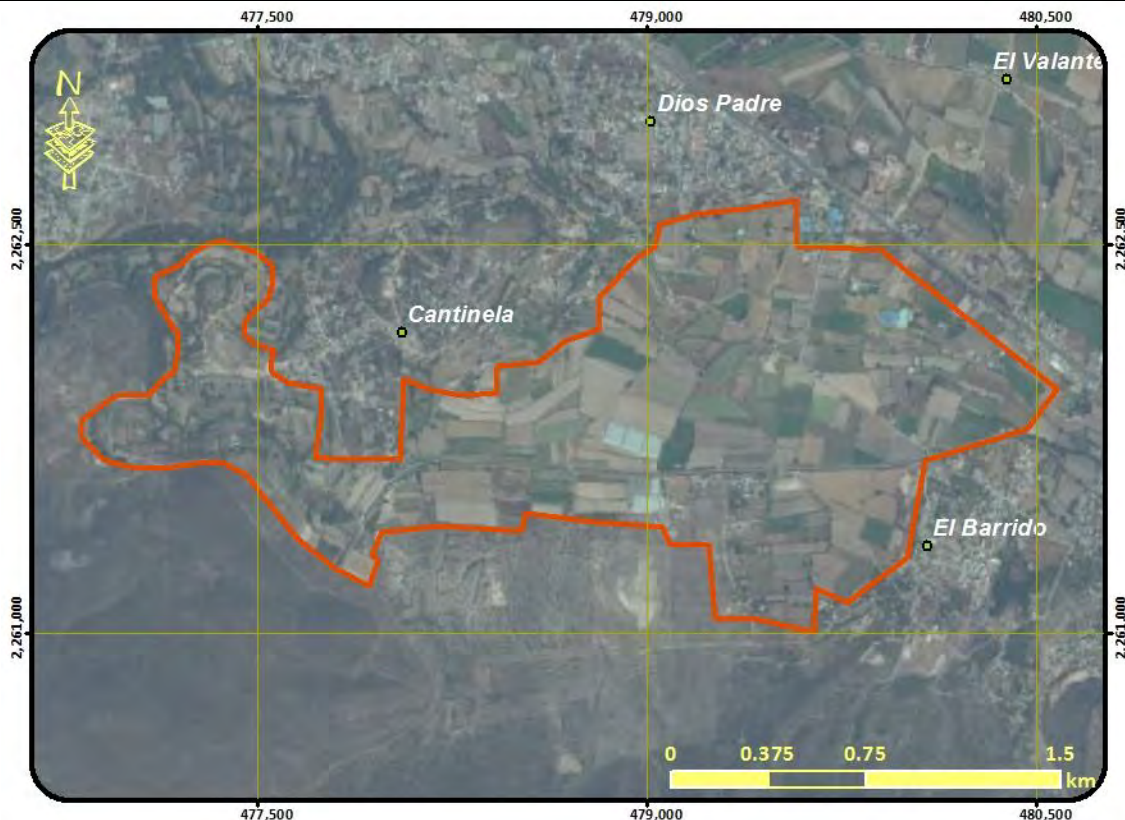 477,500 479,000 480,500
N
El Valante
Dios Padre
2,262,500 2,262,500
Cantinela
El Barrido
2,261,000 2,261,000
0 0.375 0.75 1.5
km
477,500 479,000 480,500